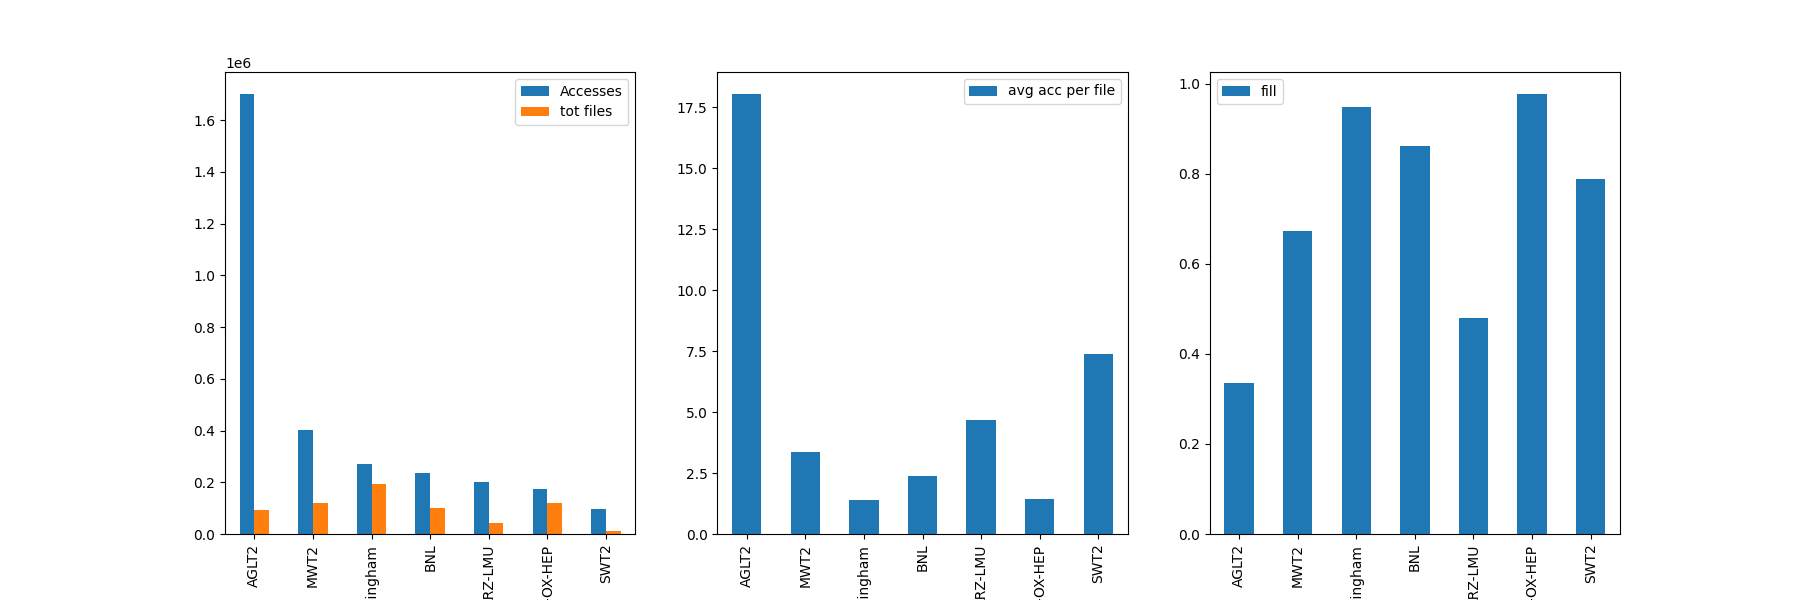 1e6
Accesses
tot files
1.6
1.4
1.2
1.0
0.8
0.6
0.4
0.2
0.0
AGLT2
MWT2
ingham
BNL
RZ-LMU
-OX-HEP
SWT2
avg acc per file
17.5
15.0
12.5
10.0
7.5
5.0
2.5
0.0
AGLT2
MWT2
ingham
BNL
RZ-LMU
-OX-HEP
SWT2
fill
1.0
0.8
0.6
0.4
0.2
0.0
AGLT2
MWT2
ingham
BNL
RZ-LMU
-OX-HEP
SWT2